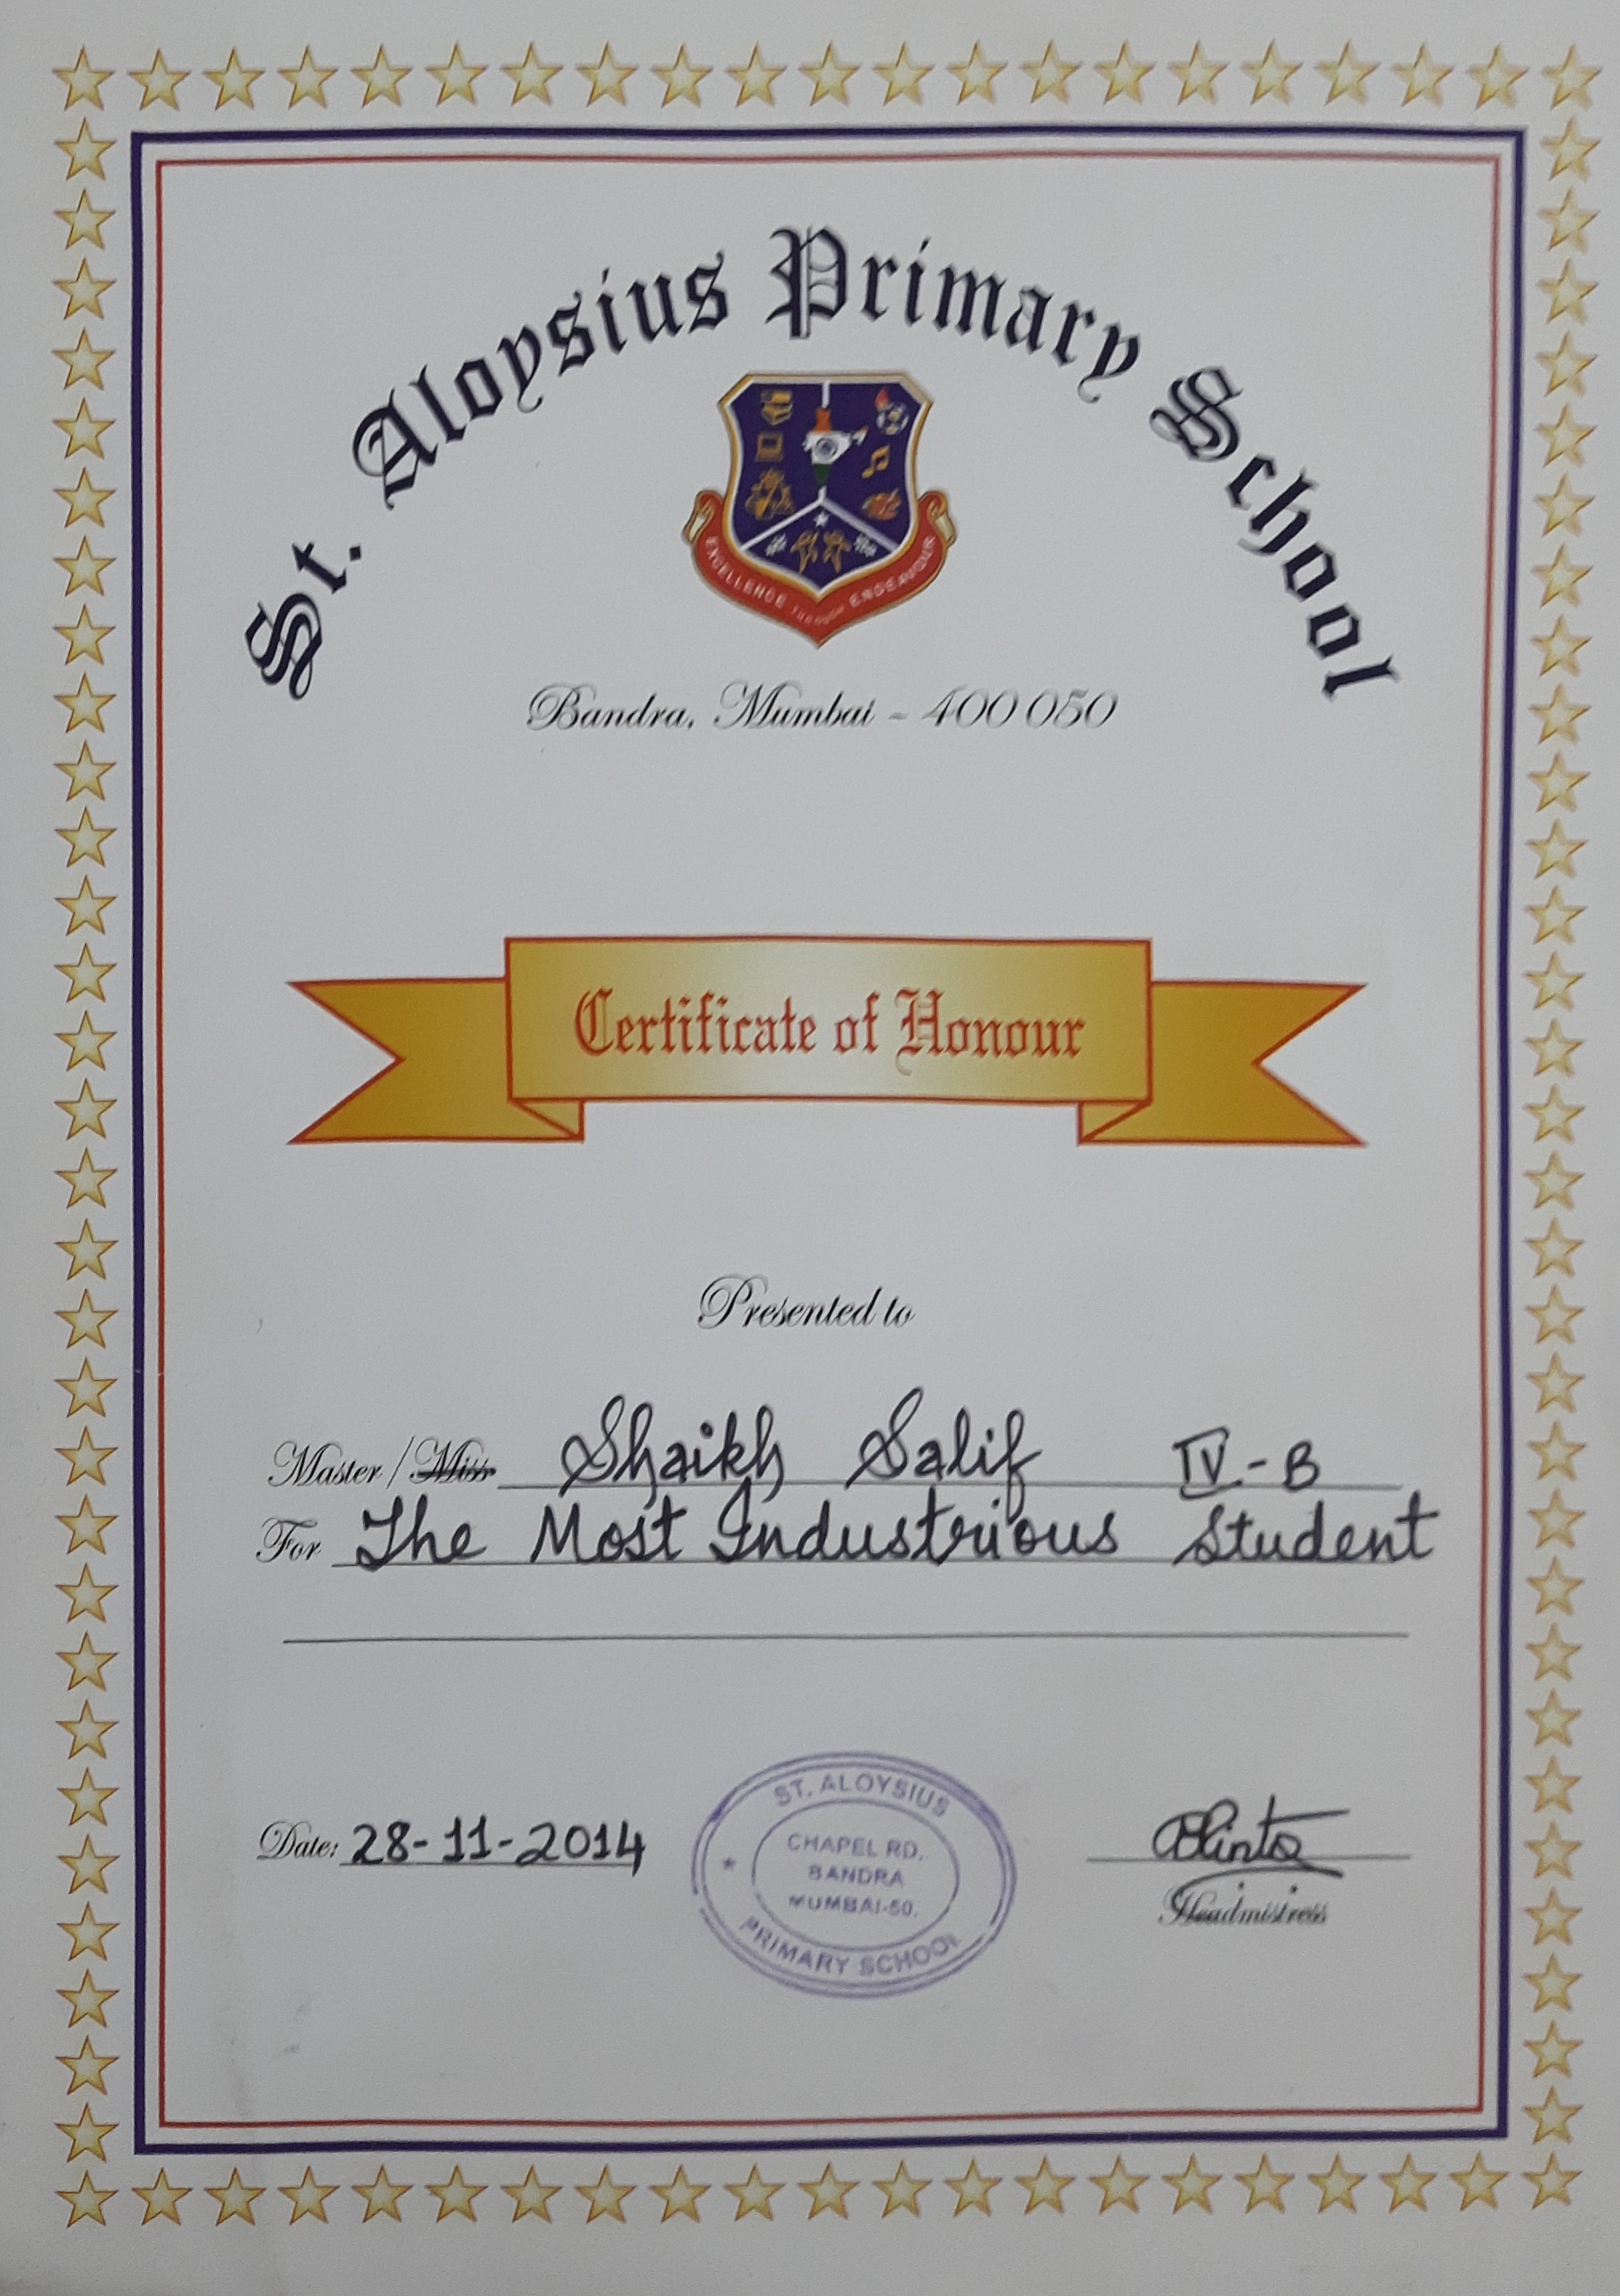 St. Aloysius Primary School
EXCELLENCE THROUGH ENDEAVOUR
Bandra, Mumbai - 400 050
Certificate of Honour
Presented to
Master / Miss Shaikh Salif IV - B
For The Most Industrious Student
Date: 28-11-2014
ST. ALOYSIUS
CHAPEL RD.
BANDRA
MUMBAI-50.
PRIMARY SCHOOL
Headmistress